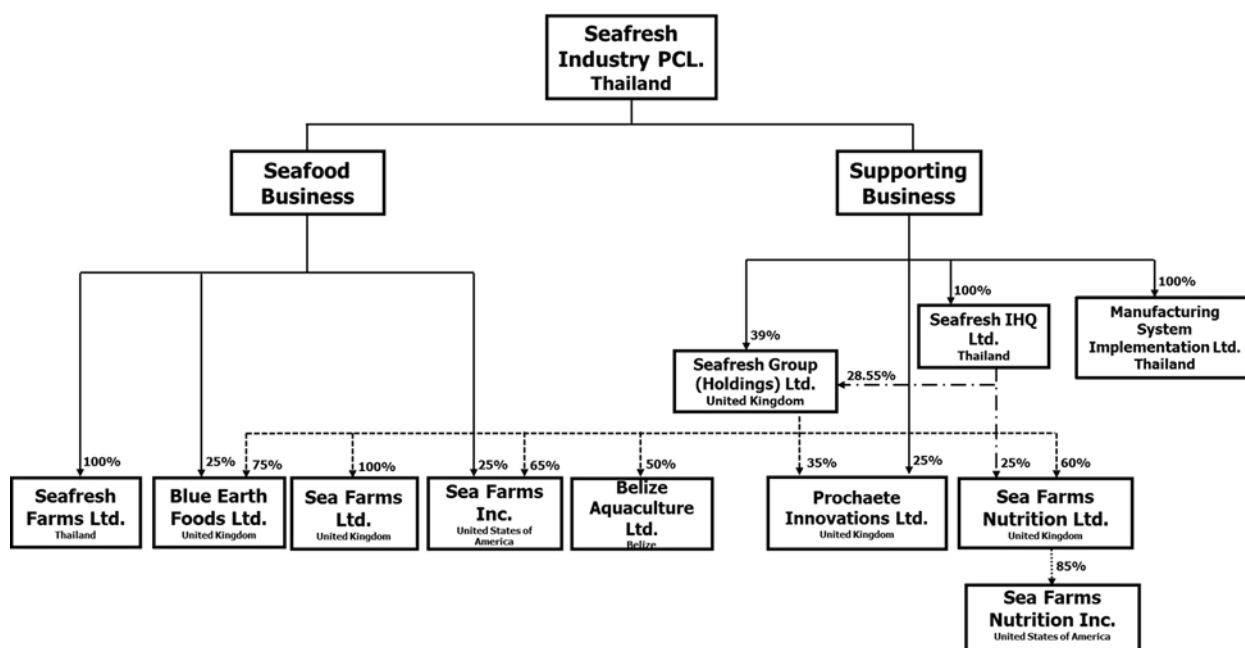 Seafresh
Industry PCL.
Thailand
Seafood
Business
Supporting
Business
100%
100%
39%
Seafresh IHQ
Ltd.
Thailand
Manufacturing
System
Implementation Ltd.
Thailand
Seafresh Group
(Holdings) Ltd.
United Kingdom
28.55%
100%
25%
75%
100%
25%
65%
50%
35%
25%
25%
60%
Seafresh
Farms Ltd.
Thailand
Blue Earth
Foods Ltd.
United Kingdom
Sea Farms
Ltd.
United Kingdom
Sea Farms
Inc.
United States of
America
Belize
Aquaculture
Ltd.
Belize
Prochaete
Innovations Ltd.
United Kingdom
Sea Farms
Nutrition Ltd.
United Kingdom
85%
Sea Farms
Nutrition Inc.
United States of America